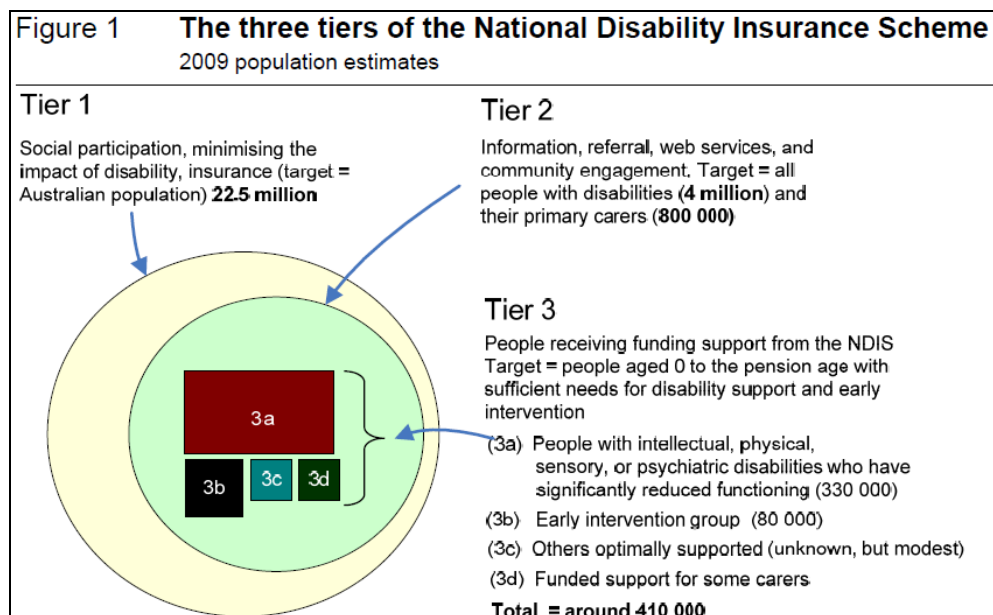 Figure 1 The three tiers of the National Disability Insurance Scheme
2009 population estimates
Tier 1
Social participation, minimising the
impact of disability, insurance (target =
Australian population) 22.5 million
Tier 2
Information, referral, web services, and
community engagement. Target = all
people with disabilities (4 million) and
their primary carers (800 000)
Tier 3
People receiving funding support from the NDIS
Target = people aged 0 to the pension age with
sufficient needs for disability support and early
intervention
(3a) People with intellectual, physical,
sensory, or psychiatric disabilities who have
significantly reduced functioning (330 000)
(3b) Early intervention group (80 000)
(3c) Others optimally supported (unknown, but modest)
(3d) Funded support for some carers
Total = around 410 000
3a
3b
3c
3d